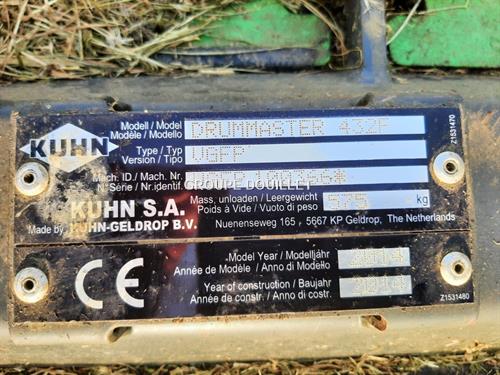 KUHN
Modell / Model
Modèle / Modello
DRUMMASTER 432F
Type / Typ
Version / Tipo
VGFP
Mach. ID./ Mach. Nr.
N°Série / Nr.identif.
GROUPE DOUILLET
Mass, unloaden / Leergewicht
Poids à Vide / Vuoto di peso
575 kg
KUHN S.A.
Made by KUHN-GELDROP B.V.
Nuenenseweg 165 , 5667 KP Geldrop, The Netherlands
Z1531470
CE
Model Year / Modelljähr
Année de Modèle / Anno di Modello
2014
Year of construction / Baujahr
Année de constr. / Anno di costr.
2014
Z1531480